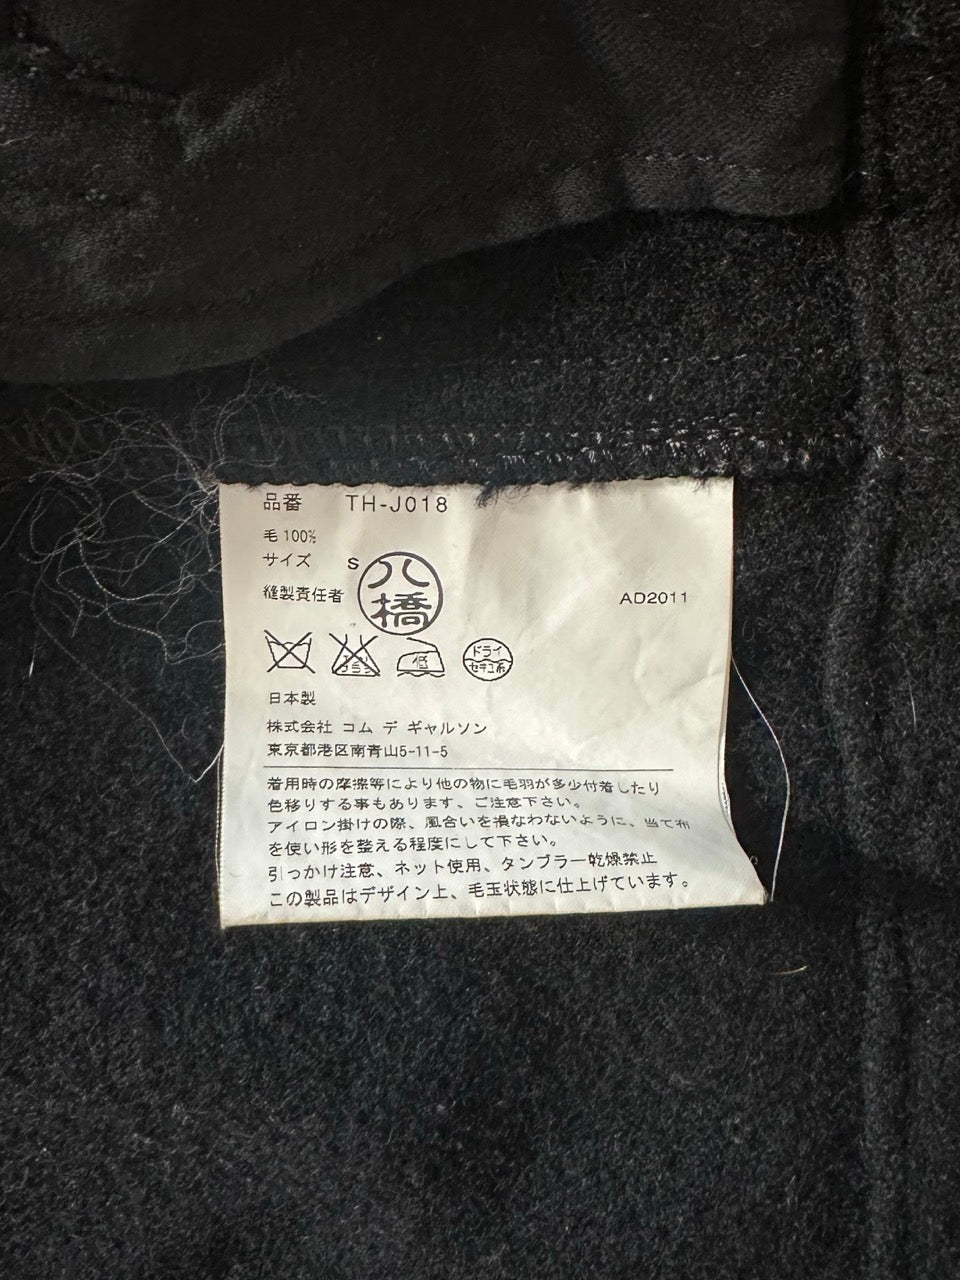 品番 TH-J018
毛 100%
サイズ S
八橋
縫製責任者
AD2011
低
ドライ
セキユ系
日本製
株式会社 コム デ ギャルソン
東京都港区南青山5-11-5
着用時の摩擦等により他の物に毛羽が多少付着したり
色移りする事もあります、ご注意下さい。
アイロン掛けの際、風合いを損なわないように、当て布
を使い形を整える程度にして下さい。
引っかけ注意、ネット使用、タンブラー乾燥禁止
この製品はデザイン上、毛玉状態に仕上げています。